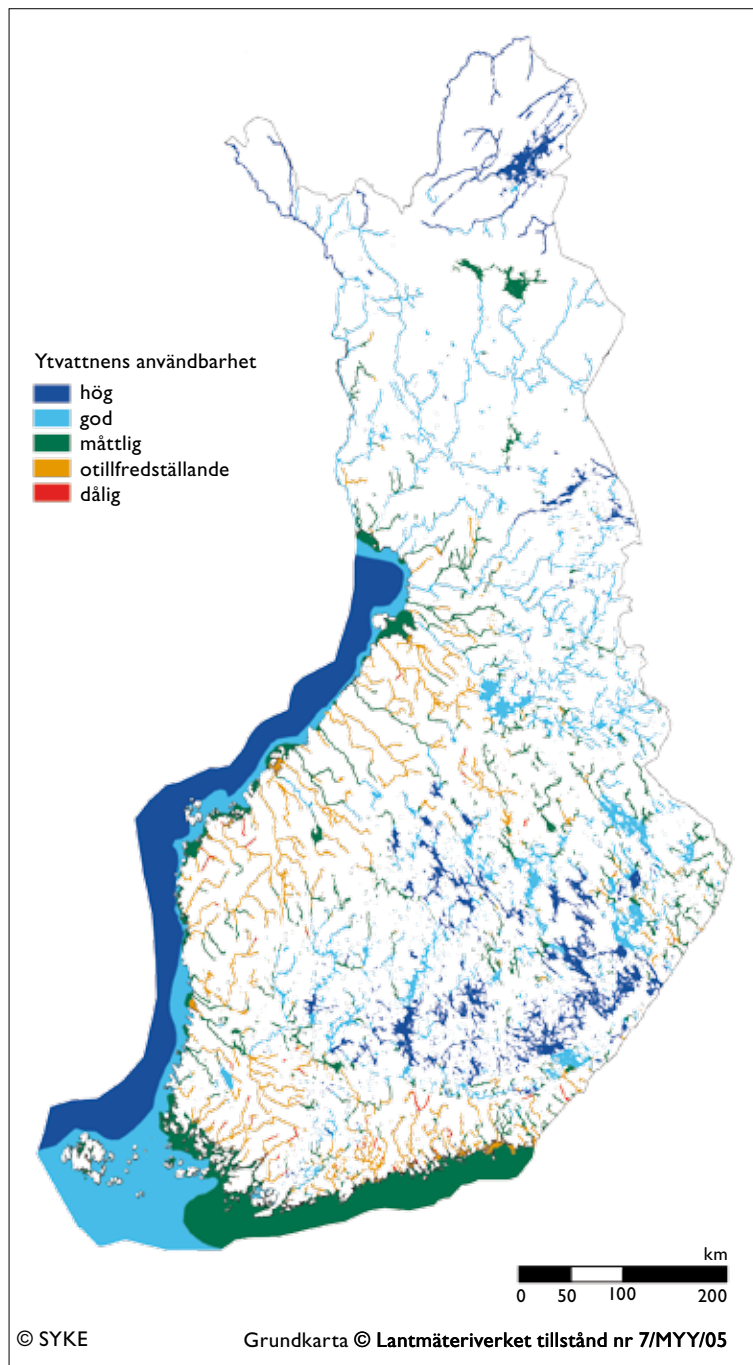 Ytvattnens användbarhet
hög
god
måttlig
otillfredställande
dålig
km
0 50 100 200
© SYKE Grundkarta © Lantmäteriverket tillstånd nr 7/MYY/05